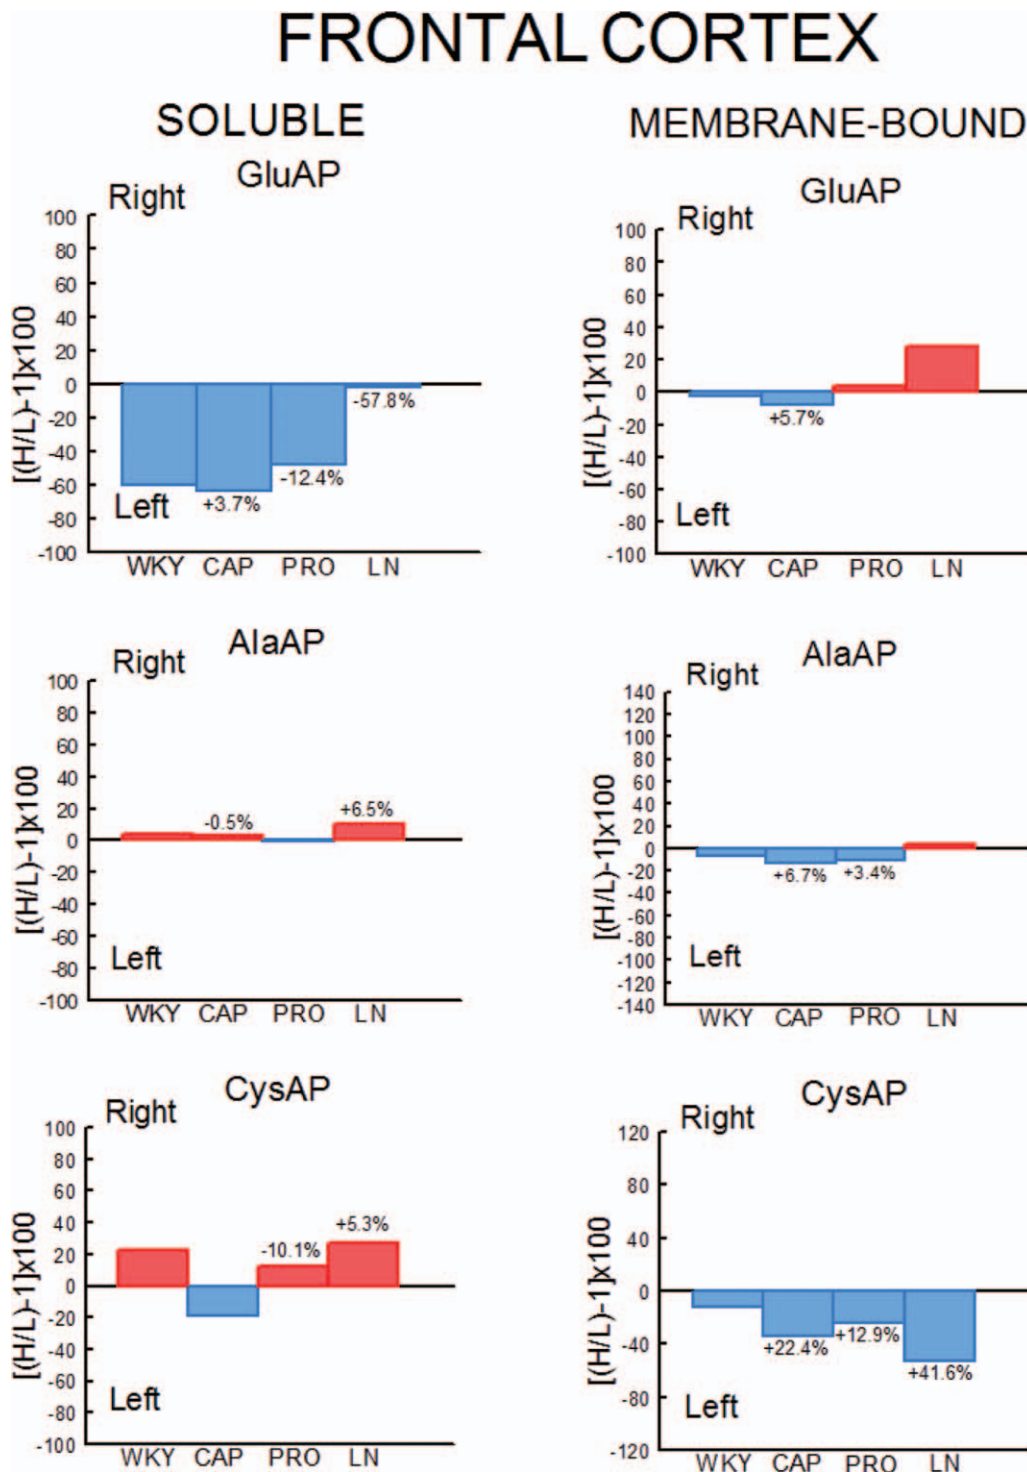 FRONTAL CORTEX
SOLUBLE
MEMBRANE-BOUND
GluAP
Right
100
80
60
40
20
0
-20
-40
-60
-80
-100
[(H/L)-1]x100
+3.7%
-12.4%
-57.8%
Left
WKY CAP PRO LN
GluAP
Right
100
80
60
40
20
0
-20
-40
-60
-80
-100
[(H/L)-1]x100
+5.7%
Left
WKY CAP PRO LN
AlaAP
Right
100
80
60
40
20
0
-20
-40
-60
-80
-100
[(H/L)-1]x100
-0.5%
+6.5%
Left
WKY CAP PRO LN
AlaAP
Right
140
120
100
80
60
40
20
0
-20
-40
-60
-80
-100
-120
-140
[(H/L)-1]x100
+6.7%
+3.4%
Left
WKY CAP PRO LN
CysAP
Right
100
80
60
40
20
0
-20
-40
-60
-80
-100
[(H/L)-1]x100
-10.1%
+5.3%
Left
WKY CAP PRO LN
CysAP
Right
120
80
40
0
-40
-80
-120
[(H/L)-1]x100
+22.4%
+12.9%
+41.6%
Left
WKY CAP PRO LN